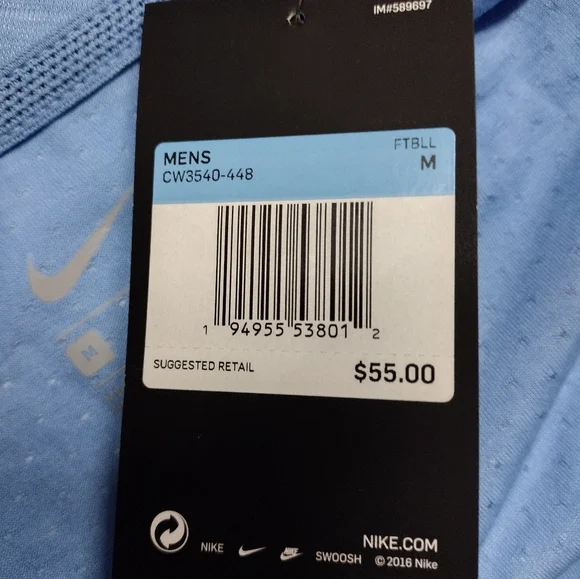 IM#589697
MENS FTBLL
CW3540-448 M
1 94955 53801 2
SUGGESTED RETAIL $55.00
NIKE SWOOSH NIKE.COM
© 2016 Nike
M